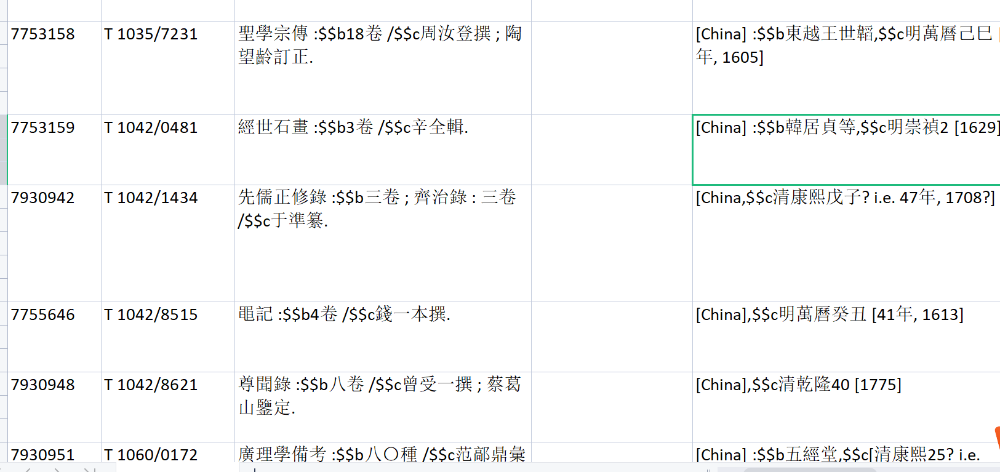 7753158 T 1035/7231 聖學宗傳 :$$b18卷 /$$c周汝登撰 ; 陶 [China] :$$b東越王世韜,$$c明萬曆己巳
望齡訂正. 年, 1605]
7753159 T 1042/0481 經世石畫 :$$b3卷 /$$c辛全輯. [China] :$$b韓居貞等,$$c明崇禎2 [1629]
7930942 T 1042/1434 先儒正修錄 :$$b三卷 ; 齊治錄 : 三卷 [China,$$c清康熙戊子? i.e. 47年, 1708?]
/$$c于準纂.
7755646 T 1042/8515 黽記 :$$b4卷 /$$c錢一本撰. [China],$$c明萬曆癸丑 [41年, 1613]
7930948 T 1042/8621 尊聞錄 :$$b八卷 /$$c曾受一撰 ; 蔡葛 [China],$$c清乾隆40 [1775]
山鑒定.
7930951 T 1060/0172 廣理學備考 :$$b八〇種 /$$c范鄗鼎彙 [China] :$$b五經堂,$$c[清康熙25? i.e.